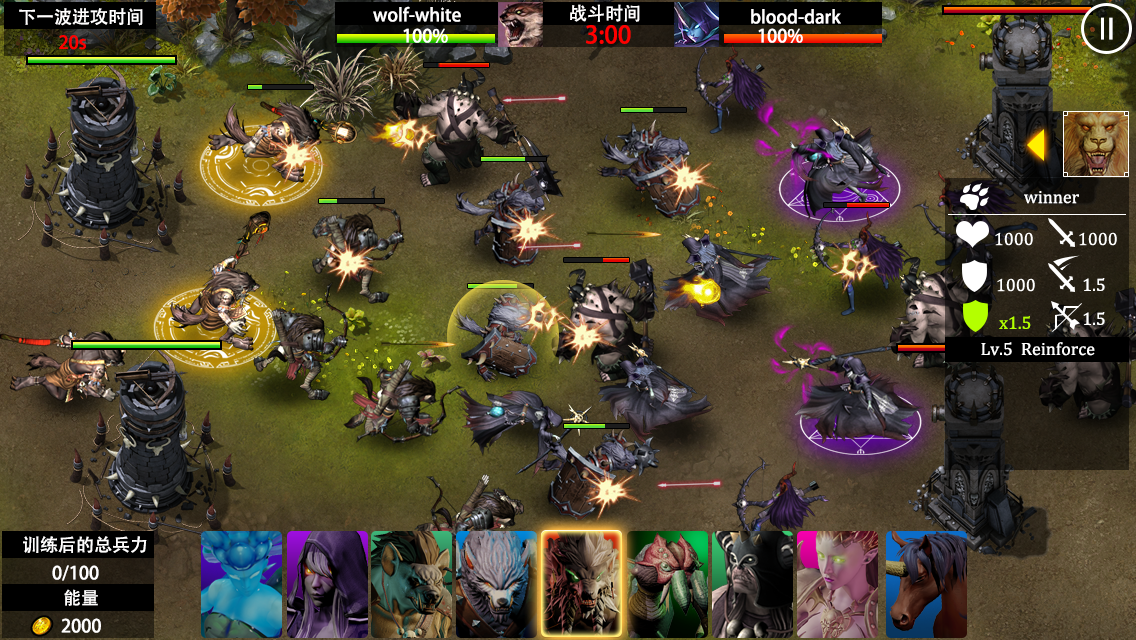 下一波进攻时间
20s
wolf-white
100%
战斗时间
3:00
blood-dark
100%
winner
1000 1000
1000 1.5
x1.5 1.5
Lv.5 Reinforce
训练后的总兵力
0/100
能量
2000